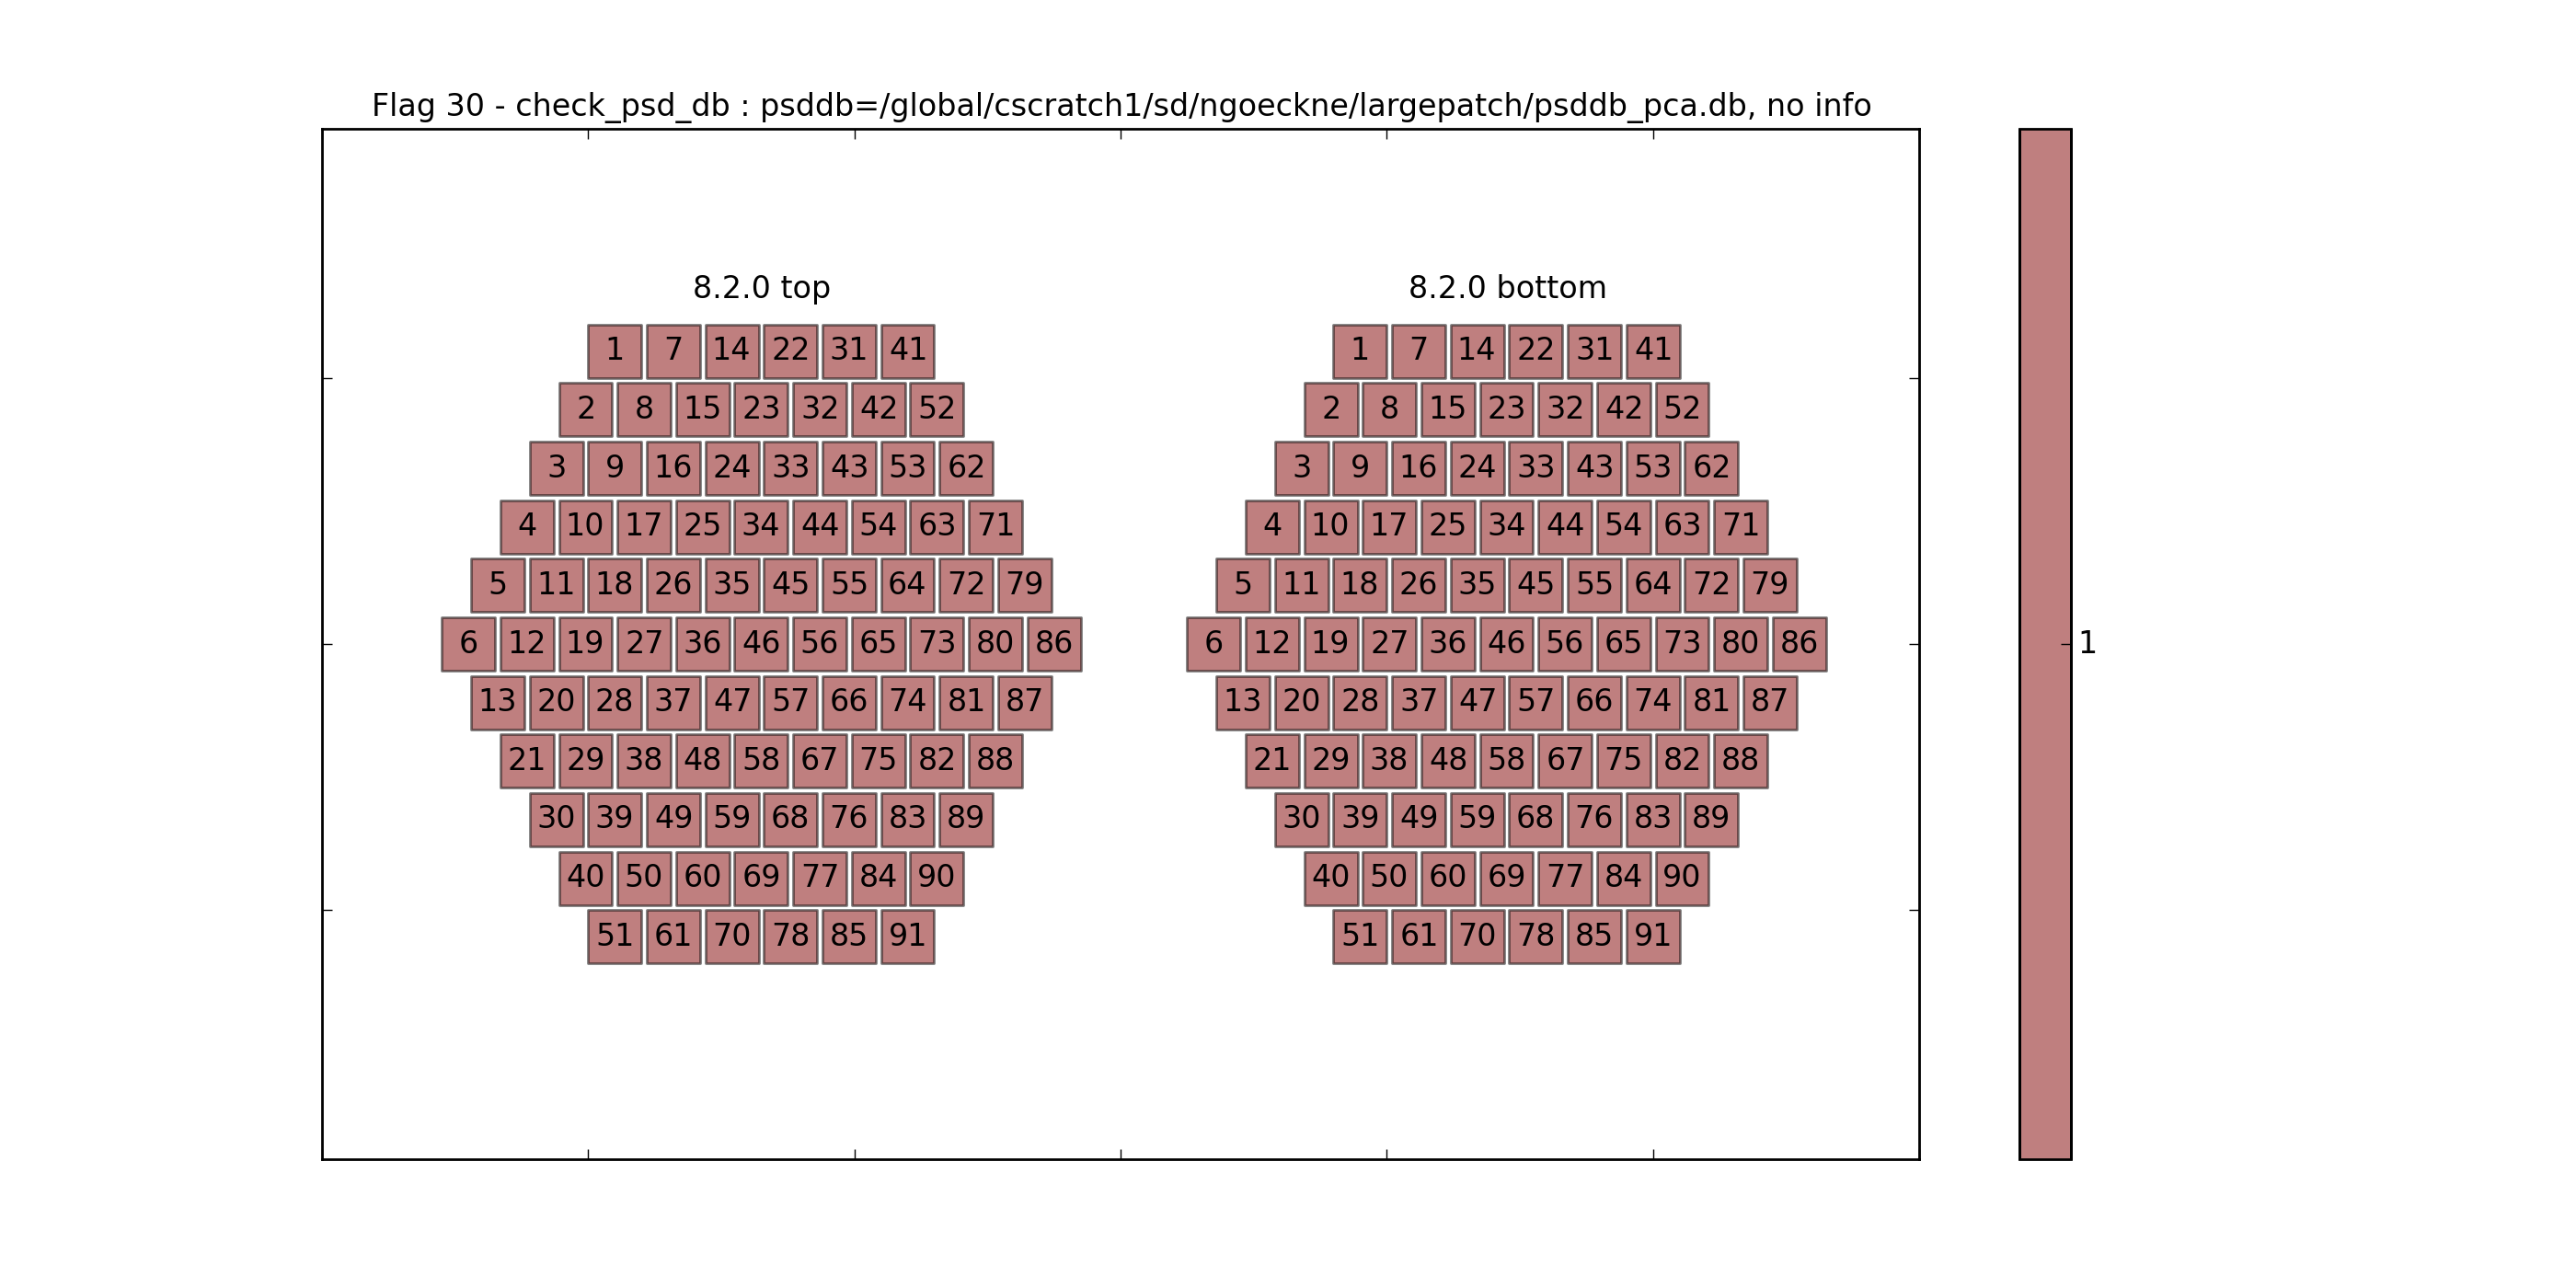 Flag 30 - check_psd_db : psddb=/global/cscratch1/sd/ngoeckne/largepatch/psddb_pca.db, no info
8.2.0 top
1 7 14 22 31 41
2 8 15 23 32 42 52
3 9 16 24 33 43 53 62
4 10 17 25 34 44 54 63 71
5 11 18 26 35 45 55 64 72 79
6 12 19 27 36 46 56 65 73 80 86
13 20 28 37 47 57 66 74 81 87
21 29 38 48 58 67 75 82 88
30 39 49 59 68 76 83 89
40 50 60 69 77 84 90
51 61 70 78 85 91
8.2.0 bottom
1 7 14 22 31 41
2 8 15 23 32 42 52
3 9 16 24 33 43 53 62
4 10 17 25 34 44 54 63 71
5 11 18 26 35 45 55 64 72 79
6 12 19 27 36 46 56 65 73 80 86
13 20 28 37 47 57 66 74 81 87
21 29 38 48 58 67 75 82 88
30 39 49 59 68 76 83 89
40 50 60 69 77 84 90
51 61 70 78 85 91
1